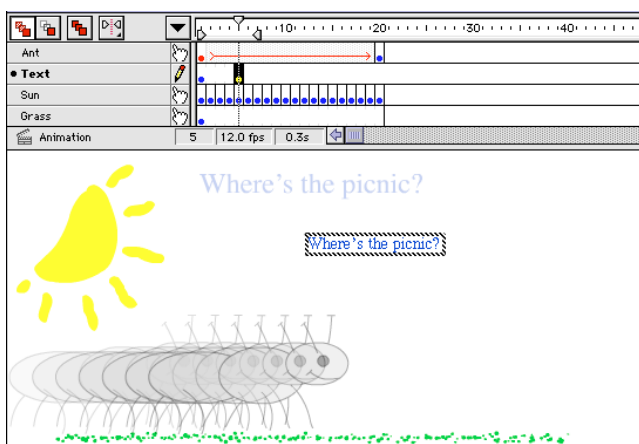 10 20 30 40
Ant
• Text
Sun
Grass
Animation 5 12.0 fps 0.3s
Where's the picnic?
Where's the picnic?